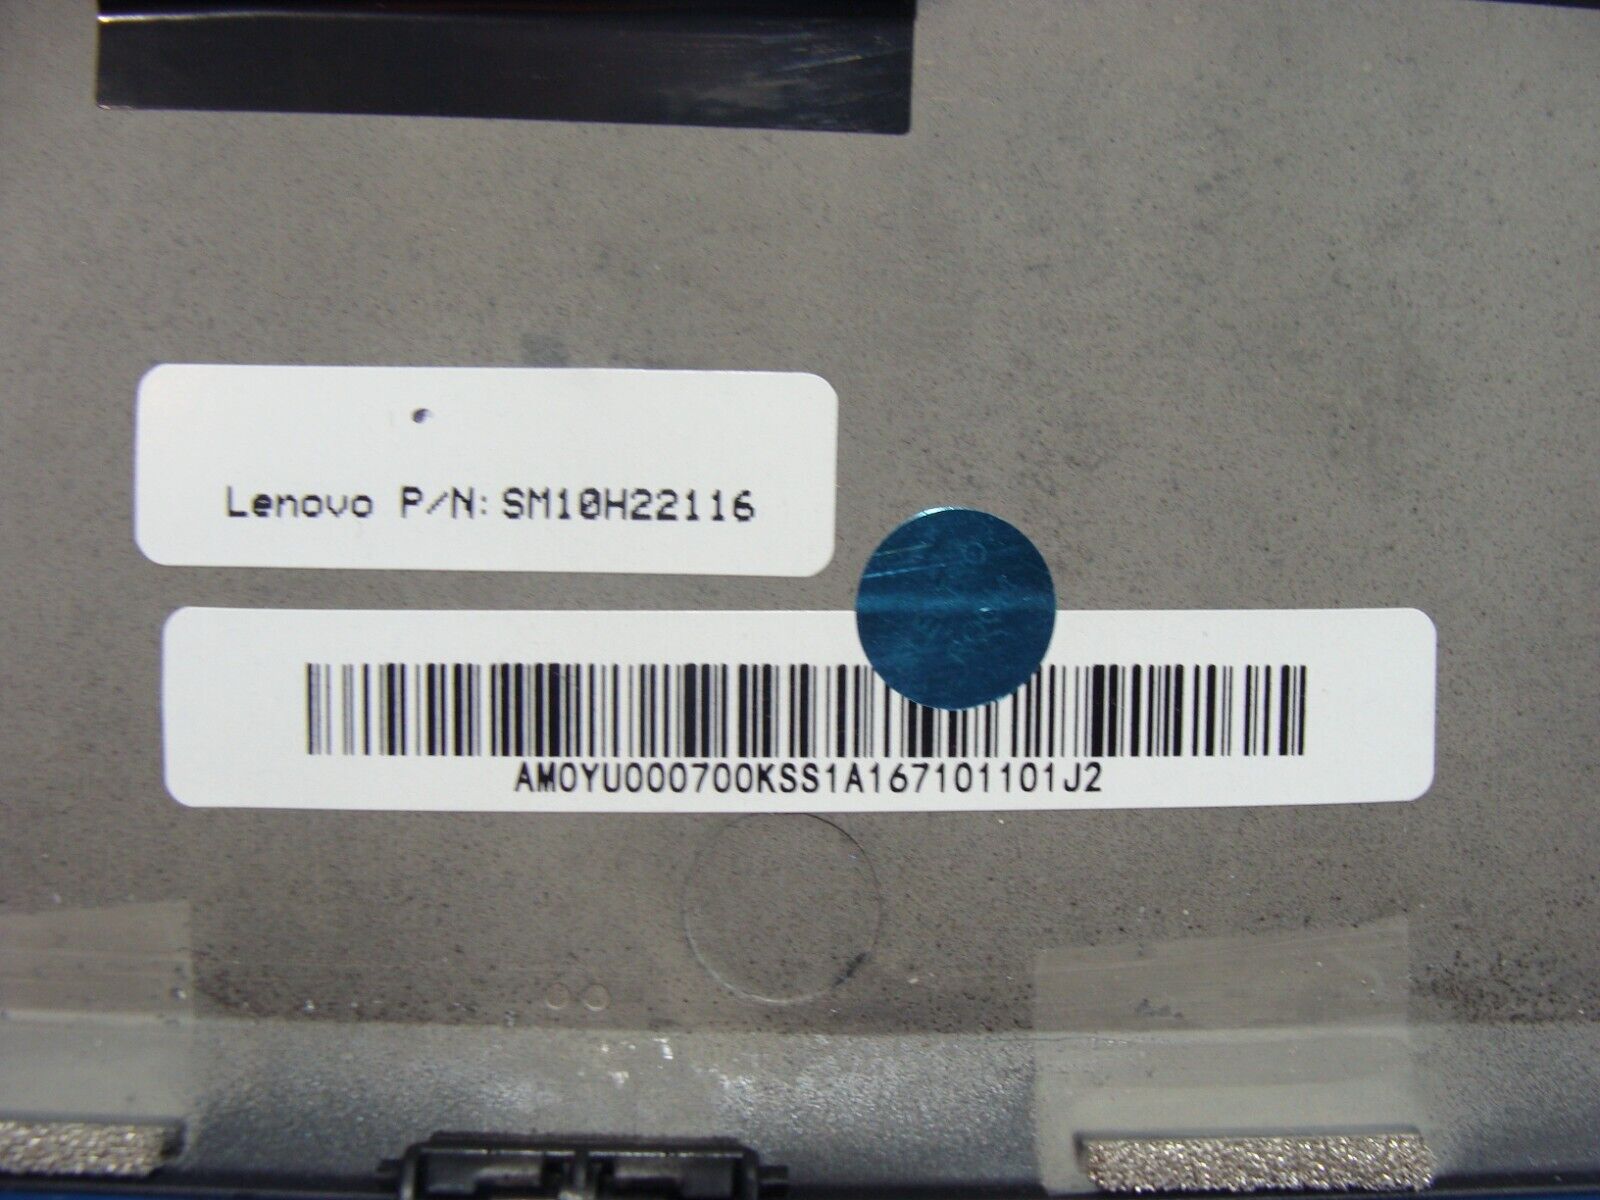 Lenovo P/N: SM10H22116
AM0YU000700KSS1A167101101J2